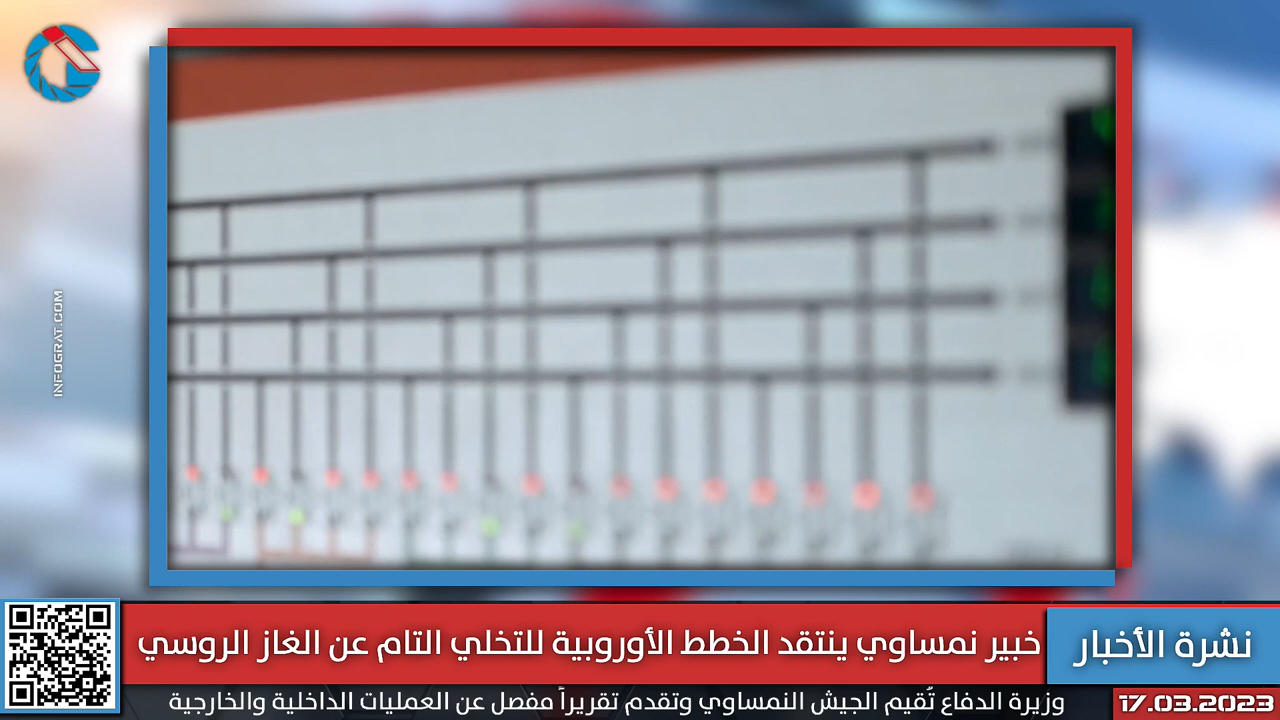 INFOGRAT.COM
نشرة الأخبار
خبير نمساوي ينتقد الخطط الأوروبية للتخلي التام عن الغاز الروسي
وزيرة الدفاع تُقيم الجيش النمساوي وتقدم تقريراً مفصل عن العمليات الداخلية والخارجية
17.03.2023